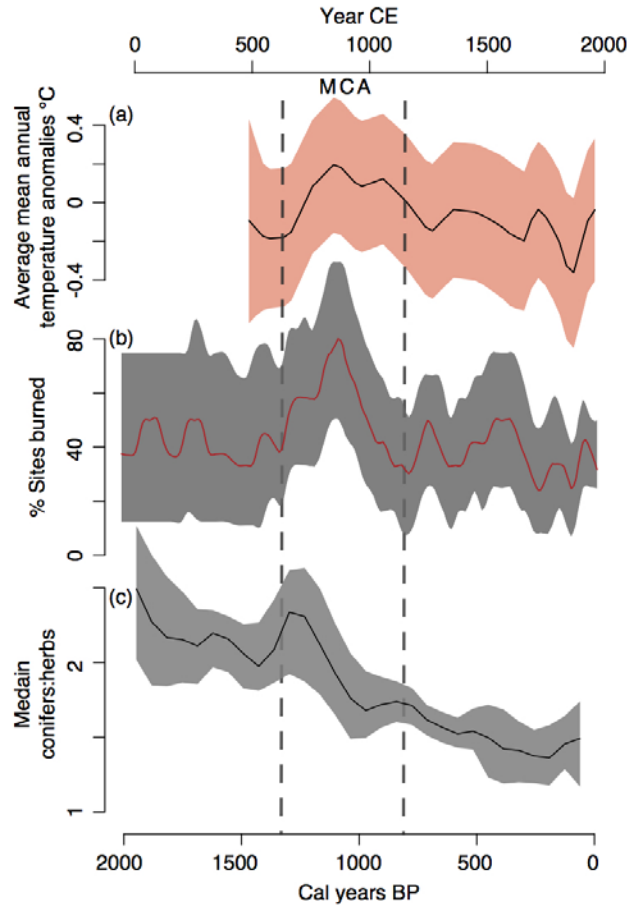 Year CE
0 500 1000 1500 2000
MCA
(a)
Average mean annual
temperature anomalies °C
0.4
0
-0.4
(b)
% Sites burned
80
40
0
(c)
Medain
conifers:herbs
2
1
2000 1500 1000 500 0
Cal years BP